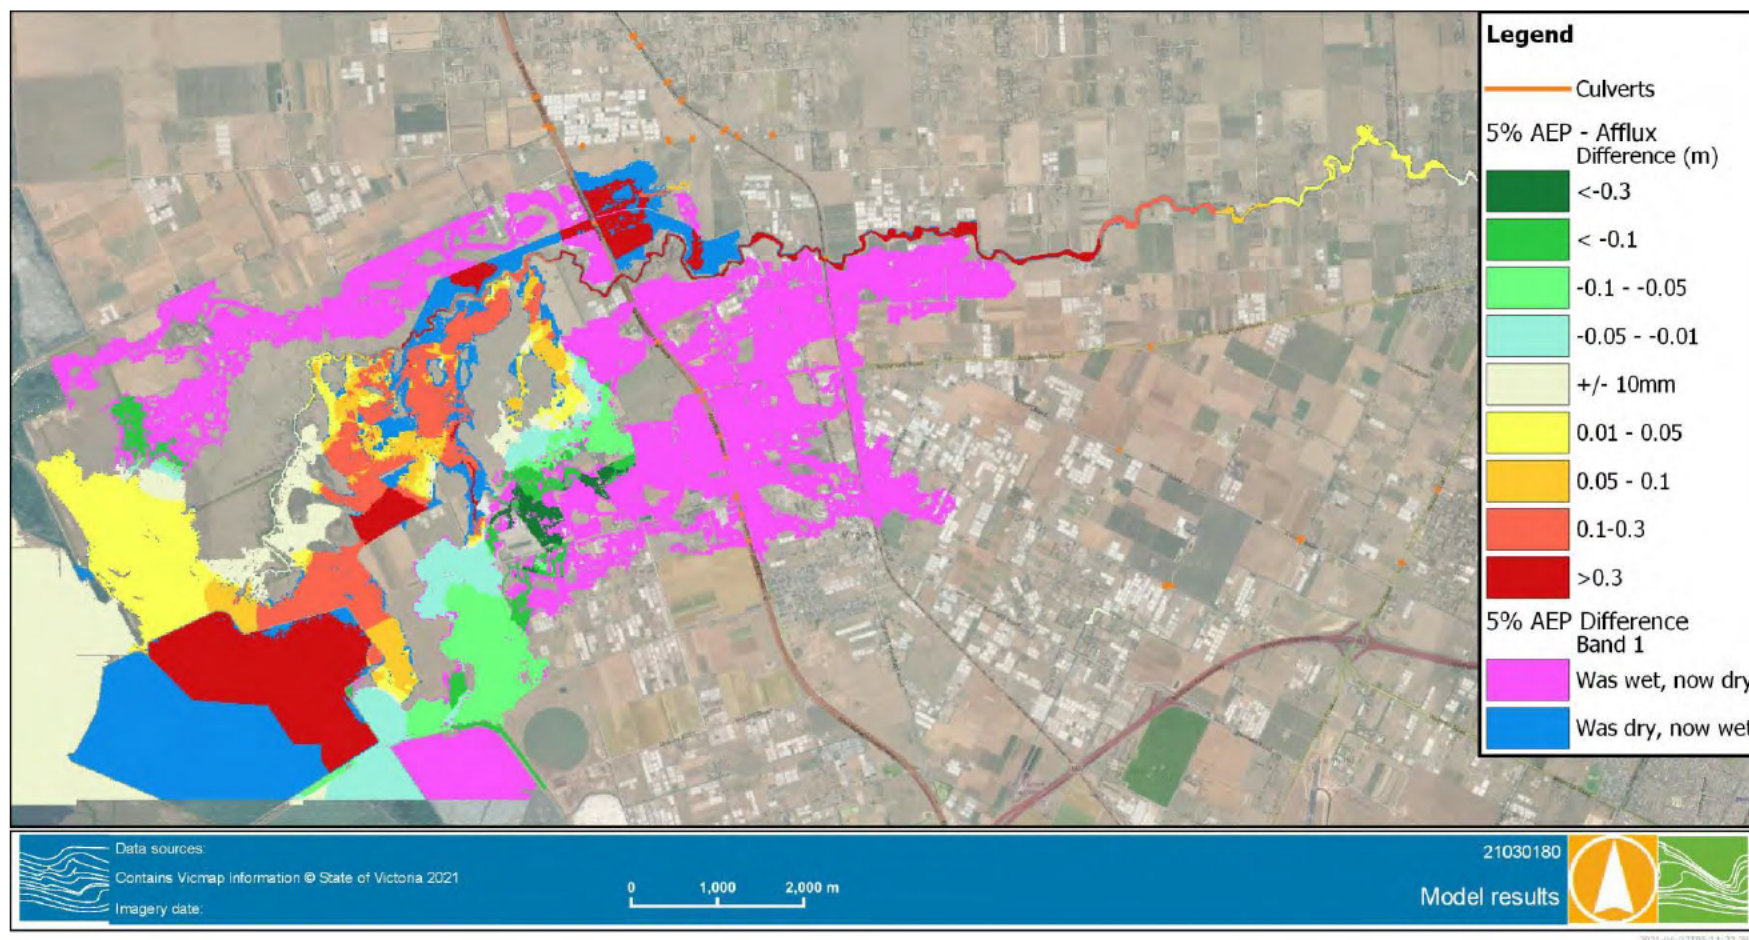 Legend
Culverts
5% AEP - Afflux
Difference (m)
<-0.3
< -0.1
-0.1 - -0.05
-0.05 - -0.01
+/- 10mm
0.01 - 0.05
0.05 - 0.1
0.1-0.3
>0.3
5% AEP Difference
Band 1
Was wet, now dry
Was dry, now wet
Data sources:
Contains Vicmap Information © State of Victoria 2021
Imagery date:
0 1,000 2,000 m
21030180
Model results